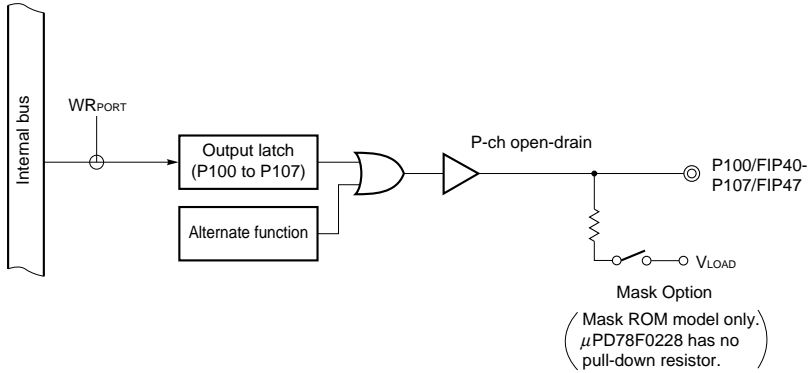 Internal bus
WRPORT
Output latch
(P100 to P107)
Alternate function
P-ch open-drain
P100/FIP40-
P107/FIP47
VLOAD
Mask Option
Mask ROM model only.
μPD78F0228 has no
pull-down resistor.